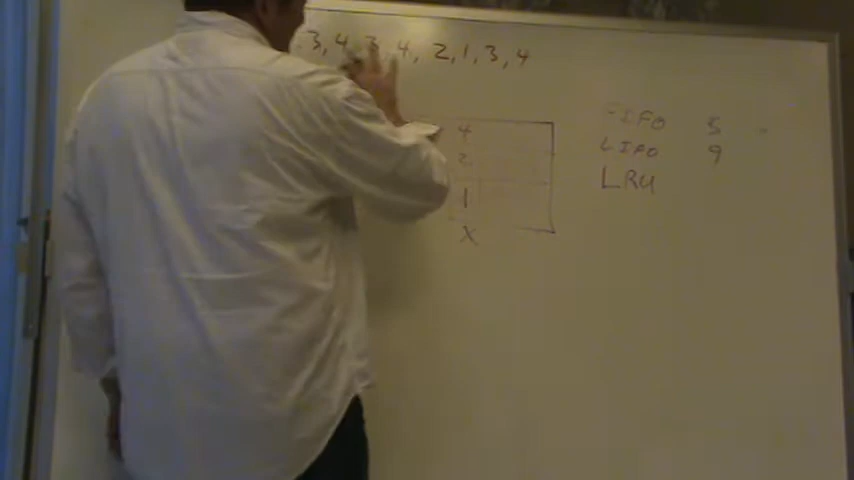 3, 4, 3, 4, 2, 1, 3, 4
4
2
1
X
FIFO 5
LIFO 9
LRU